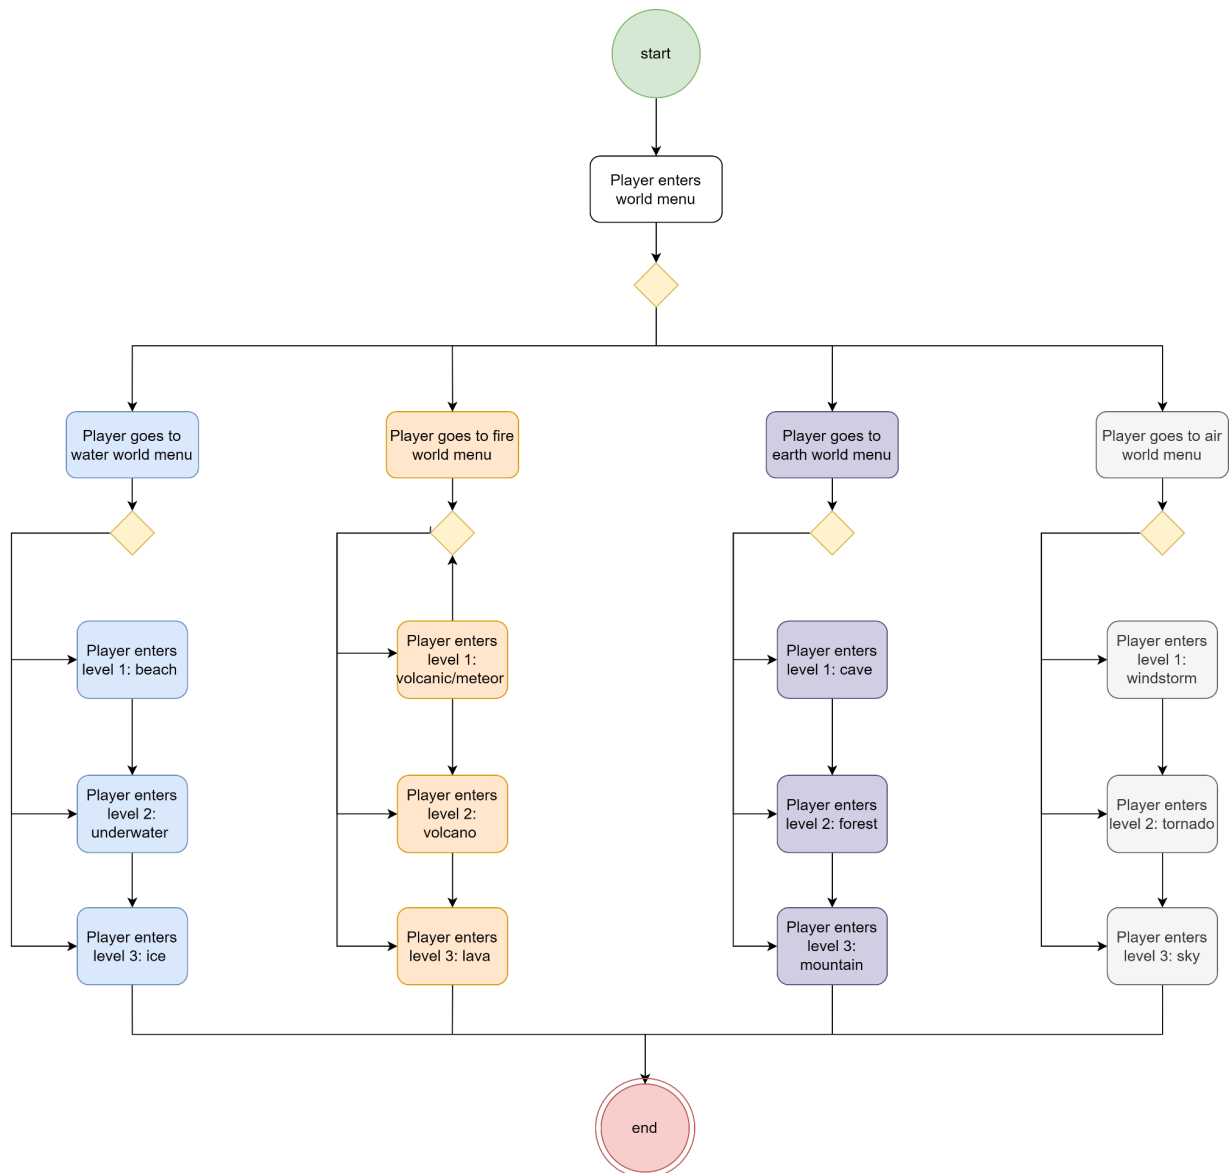 start
Player enters
world menu
Player goes to
water world menu
Player goes to fire
world menu
Player goes to
earth world menu
Player goes to air
world menu
Player enters
level 1: beach
Player enters
level 1:
volcanic/meteor
Player enters
level 1: cave
Player enters
level 1:
windstorm
Player enters
level 2:
underwater
Player enters
level 2:
volcano
Player enters
level 2: forest
Player enters
level 2: tornado
Player enters
level 3: ice
Player enters
level 3: lava
Player enters
level 3:
mountain
Player enters
level 3: sky
end